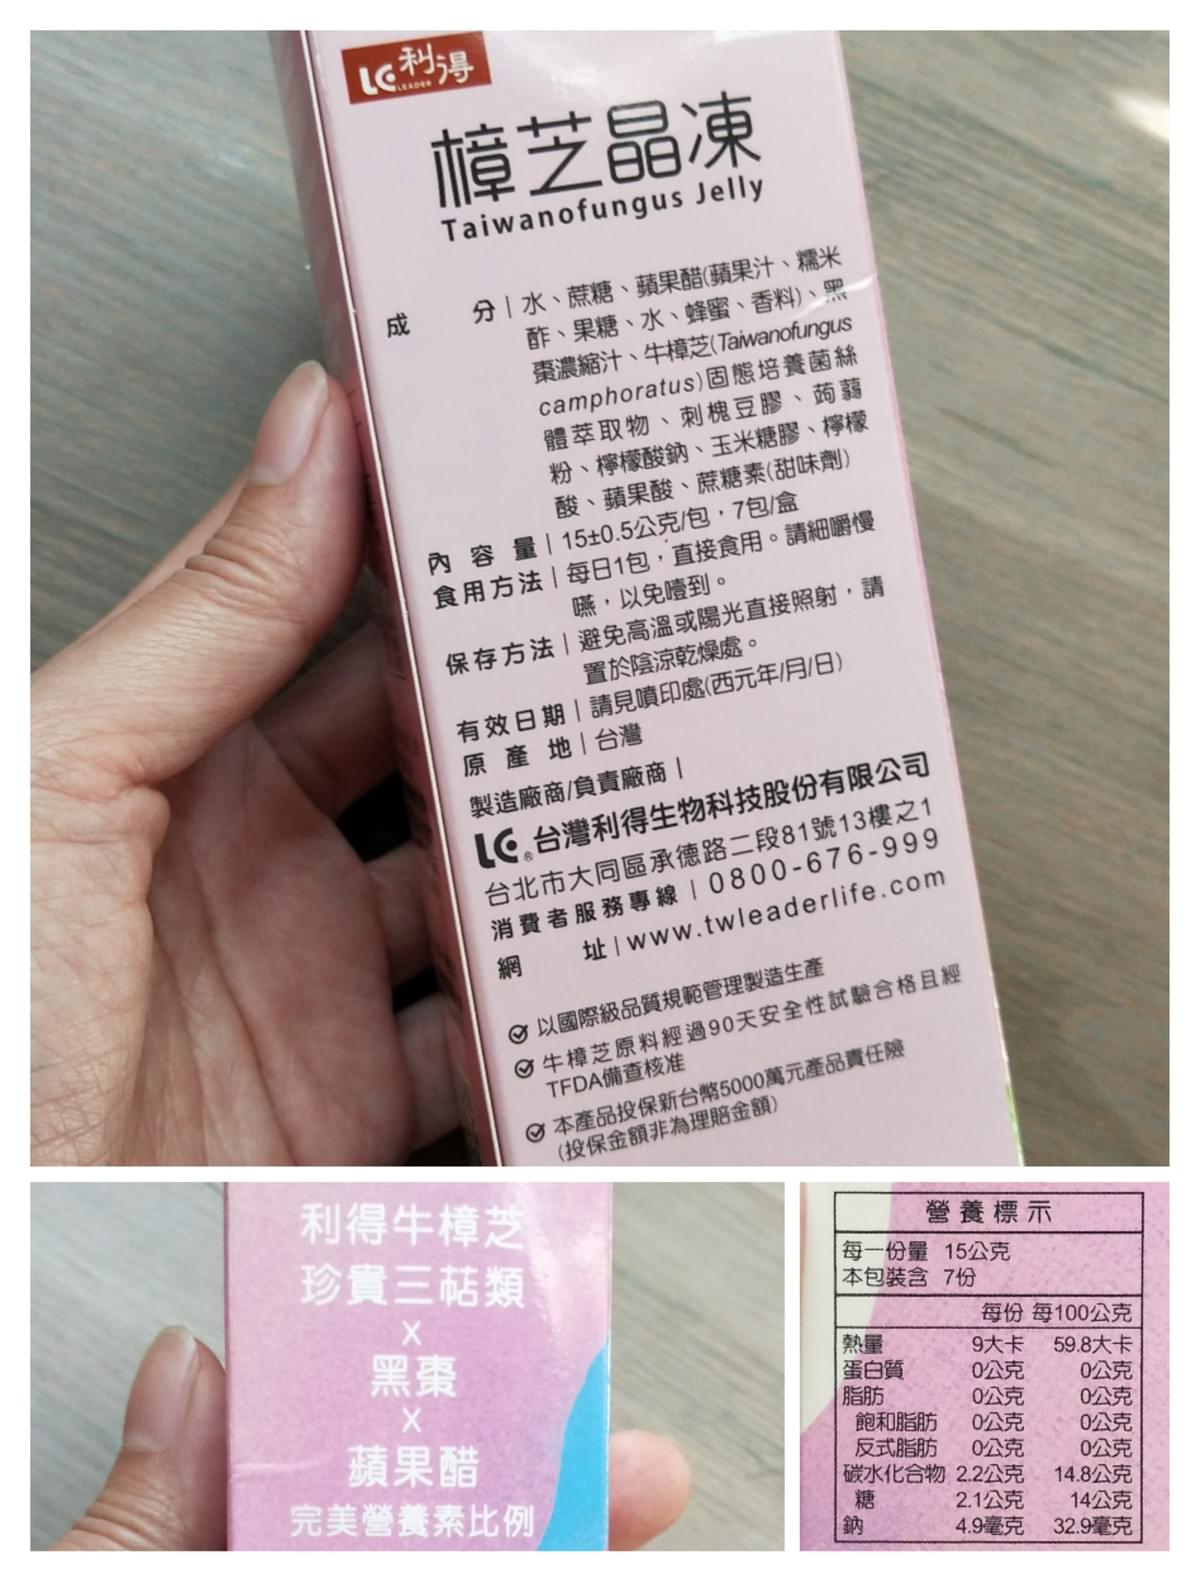 LC 利得
LEADER
樟芝晶凍
Taiwanofungus Jelly
成分|水、蔗糖、蘋果醋(蘋果汁、糯米
酢、果糖、水、蜂蜜、香料)、黑
棗濃縮汁、牛樟芝(Taiwanofungus
camphoratus)固態培養菌絲
體萃取物、刺槐豆膠、蒟蒻
粉、檸檬酸鈉、玉米糖膠、檸檬
酸、蘋果酸、蔗糖素(甜味劑)
內容量|15±0.5公克/包，7包/盒
食用方法|每日1包，直接食用。請細嚼慢
嚥，以免噎到。
保存方法|避免高溫或陽光直接照射，請
置於陰涼乾燥處。
有效日期|請見噴印處(西元年/月/日)
原產地|台灣
製造廠商/負責廠商|
LC®台灣利得生物科技股份有限公司
台北市大同區承德路二段81號13樓之1
消費者服務專線|0800-676-999
網址|www.twleaderlife.com
以國際級品質規範管理製造生產
牛樟芝原料經過90天安全性試驗合格且經
TFDA備查核准
本產品投保新台幣5000萬元產品責任險
(投保金額非為理賠金額)
利得牛樟芝
珍貴三萜類
X
黑棗
X
蘋果醋
完美營養素比例
營養標示
每一份量 15公克
本包裝含 7份
每份 每100公克
熱量 9大卡 59.8大卡
蛋白質 0公克 0公克
脂肪 0公克 0公克
飽和脂肪 0公克 0公克
反式脂肪 0公克 0公克
碳水化合物 2.2公克 14.8公克
糖 2.1公克 14公克
鈉 4.9毫克 32.9毫克